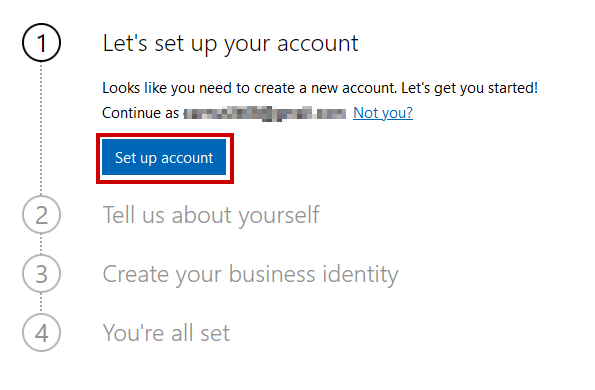 1 Let's set up your account
Looks like you need to create a new account. Let's get you started!
Continue as Not you?
Set up account
2 Tell us about yourself
3 Create your business identity
4 You're all set